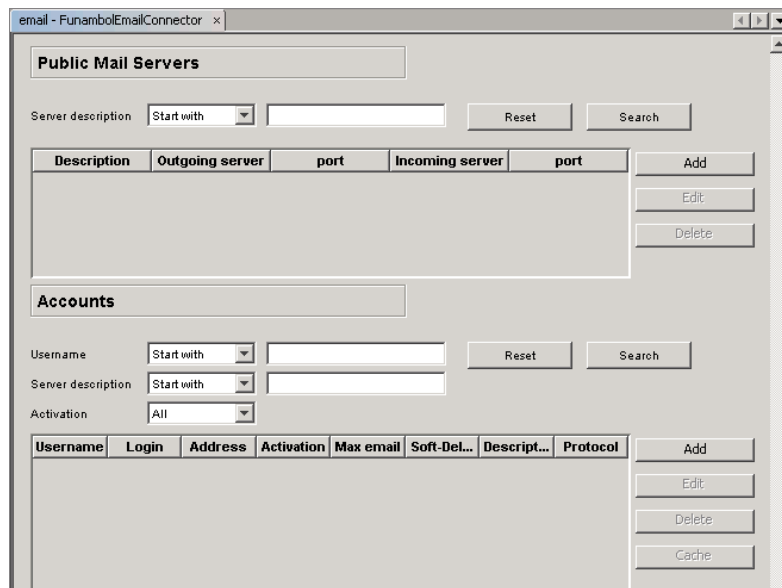 email - FunambolEmailConnector ×
Public Mail Servers
Server description Start with Reset Search
Description Outgoing server port Incoming server port
Add
Edit
Delete
Accounts
Username Start with Reset Search
Server description Start with
Activation All
Username Login Address Activation Max email Soft-Del... Descript... Protocol
Add
Edit
Delete
Cache